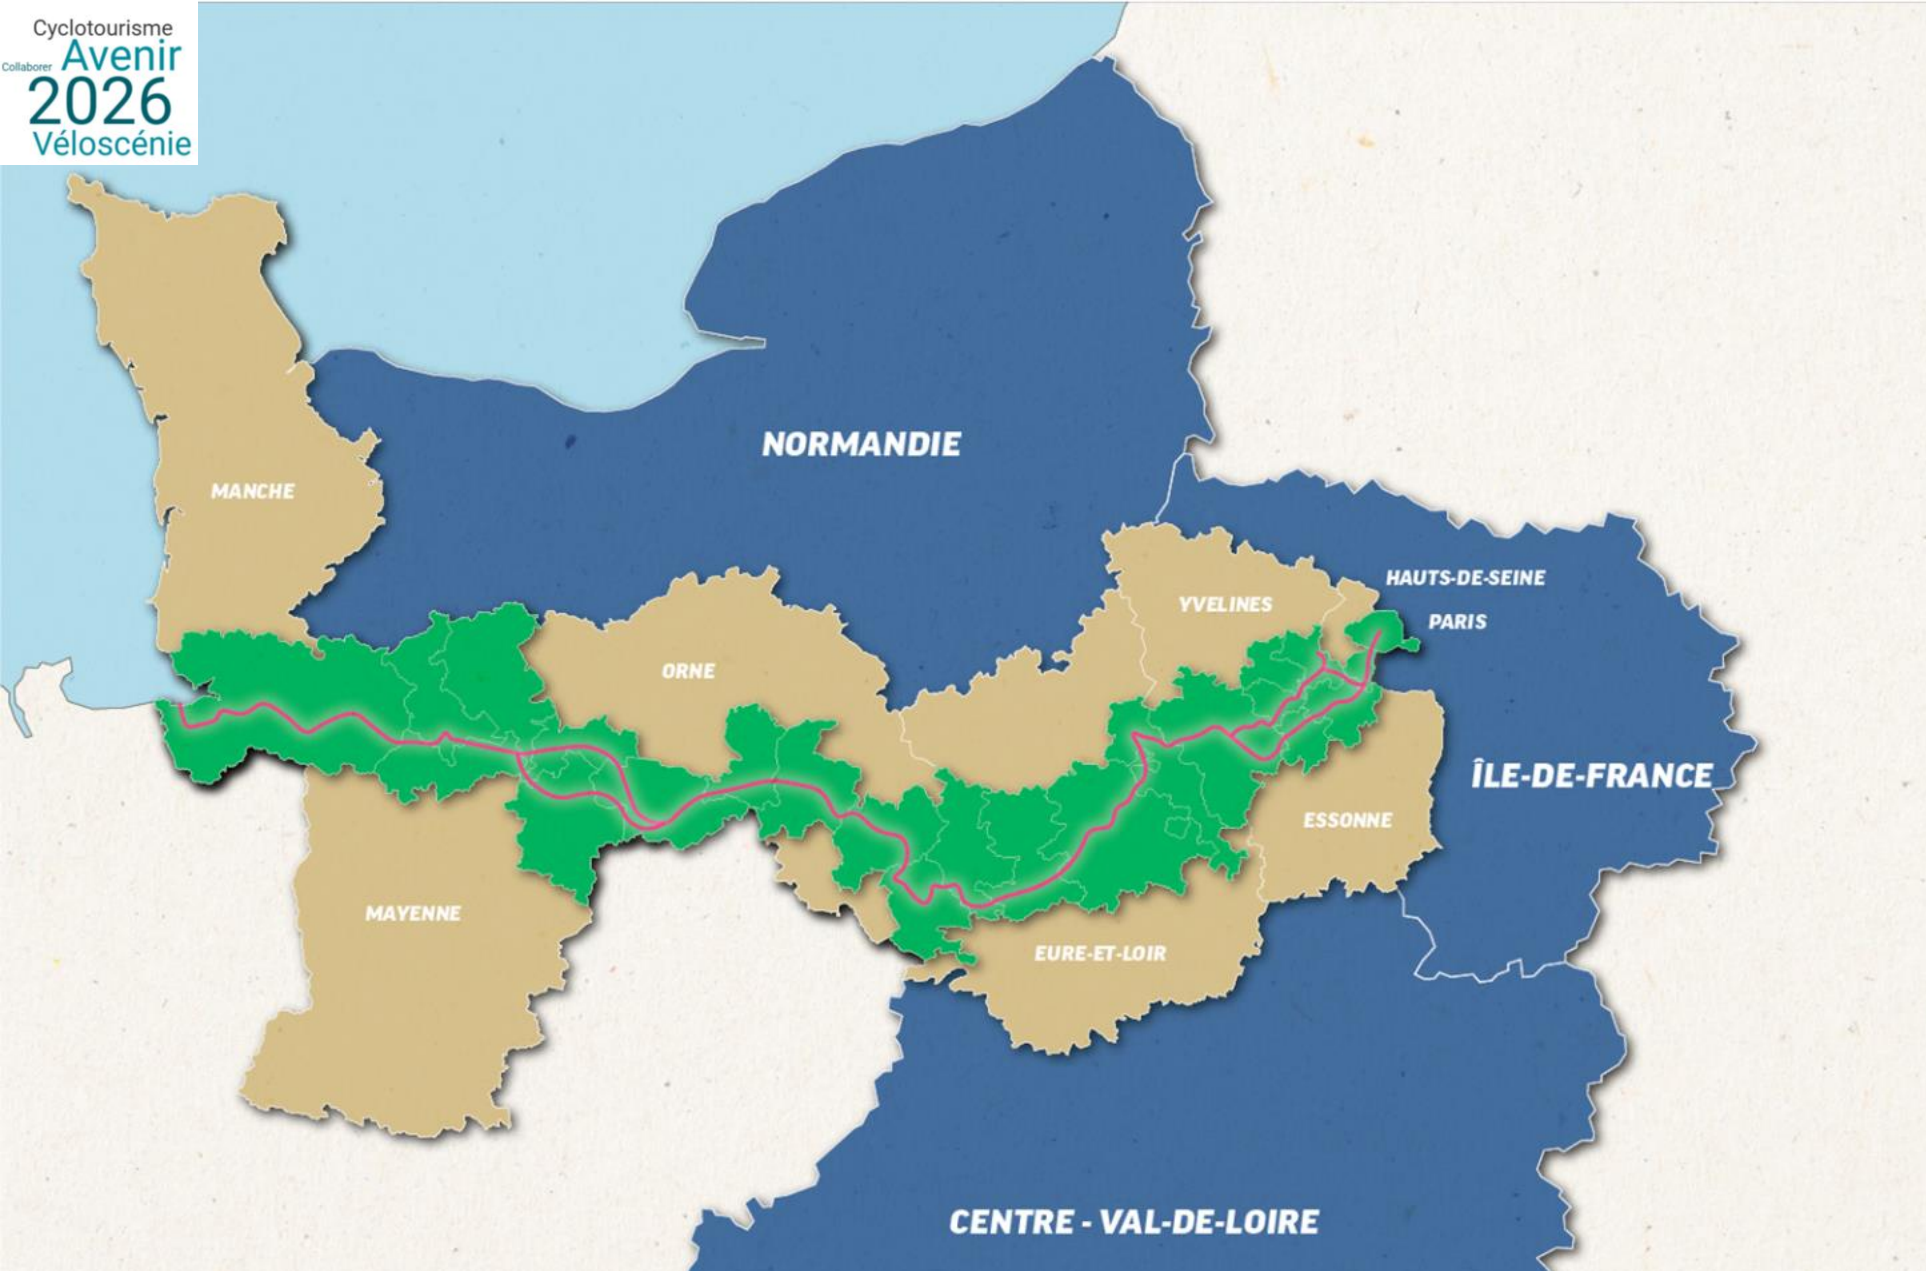 Cyclotourisme
Collaborer Avenir
2026
Véloscénie
NORMANDIE
MANCHE
HAUTS-DE-SEINE
YVELINES
PARIS
ORNE
ÎLE-DE-FRANCE
ESSONNE
MAYENNE
EURE-ET-LOIR
CENTRE - VAL-DE-LOIRE